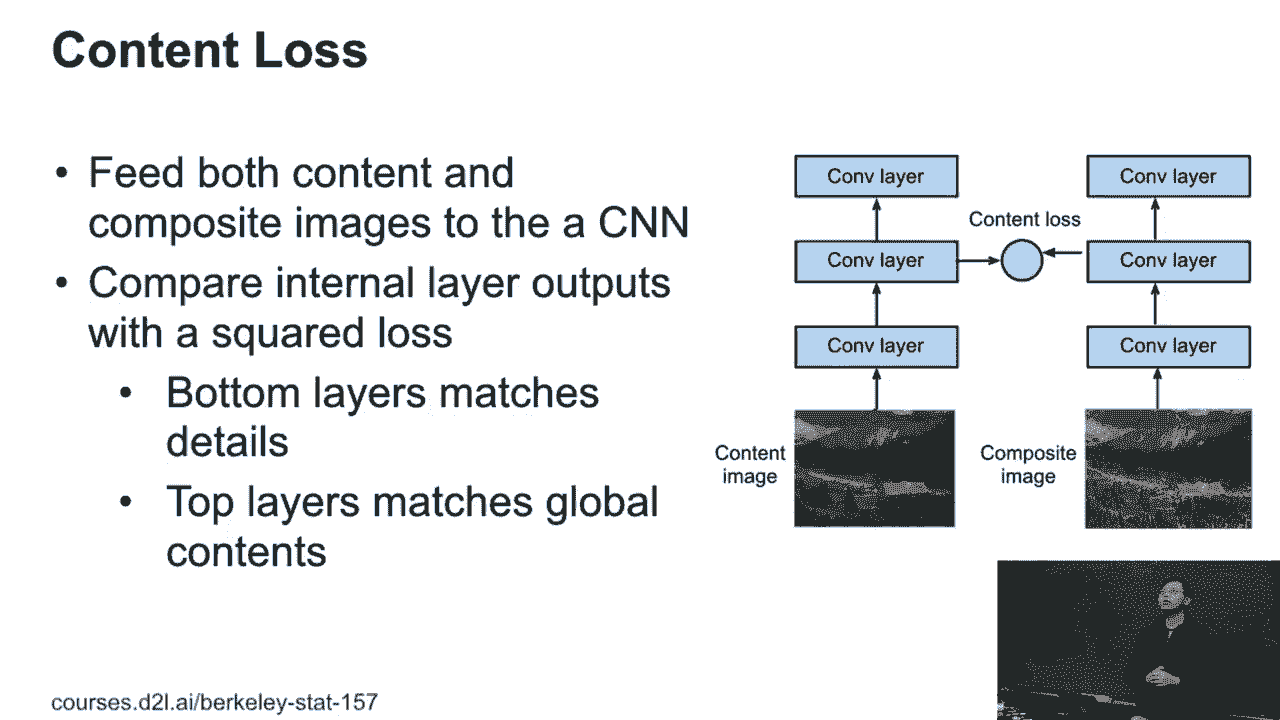 Content Loss
• Feed both content and
composite images to the a CNN
• Compare internal layer outputs
with a squared loss
• Bottom layers matches
details
• Top layers matches global
contents
Conv layer
Conv layer
Content loss
Conv layer
Conv layer
Conv layer
Conv layer
Content
image
Composite
image
courses.d2l.ai/berkeley-stat-157